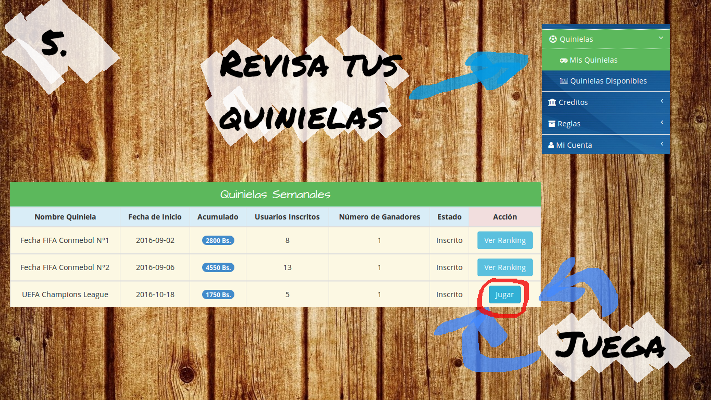 5.
Revisa tus
quinielas
Quinielas
Mis Quinielas
Quinielas Disponibles
Creditos
Reglas
Mi Cuenta
Quinielas Semanales
Nombre Quiniela Fecha de Inicio Acumulado Usuarios Inscritos Número de Ganadores Estado Acción
Fecha FIFA Conmebol Nº1 2016-09-02 2800 Bs. 8 1 Inscrito Ver Ranking
Fecha FIFA Conmebol Nº2 2016-09-06 4550 Bs. 13 1 Inscrito Ver Ranking
UEFA Champions League 2016-10-18 1750 Bs. 5 1 Inscrito Jugar
Juega